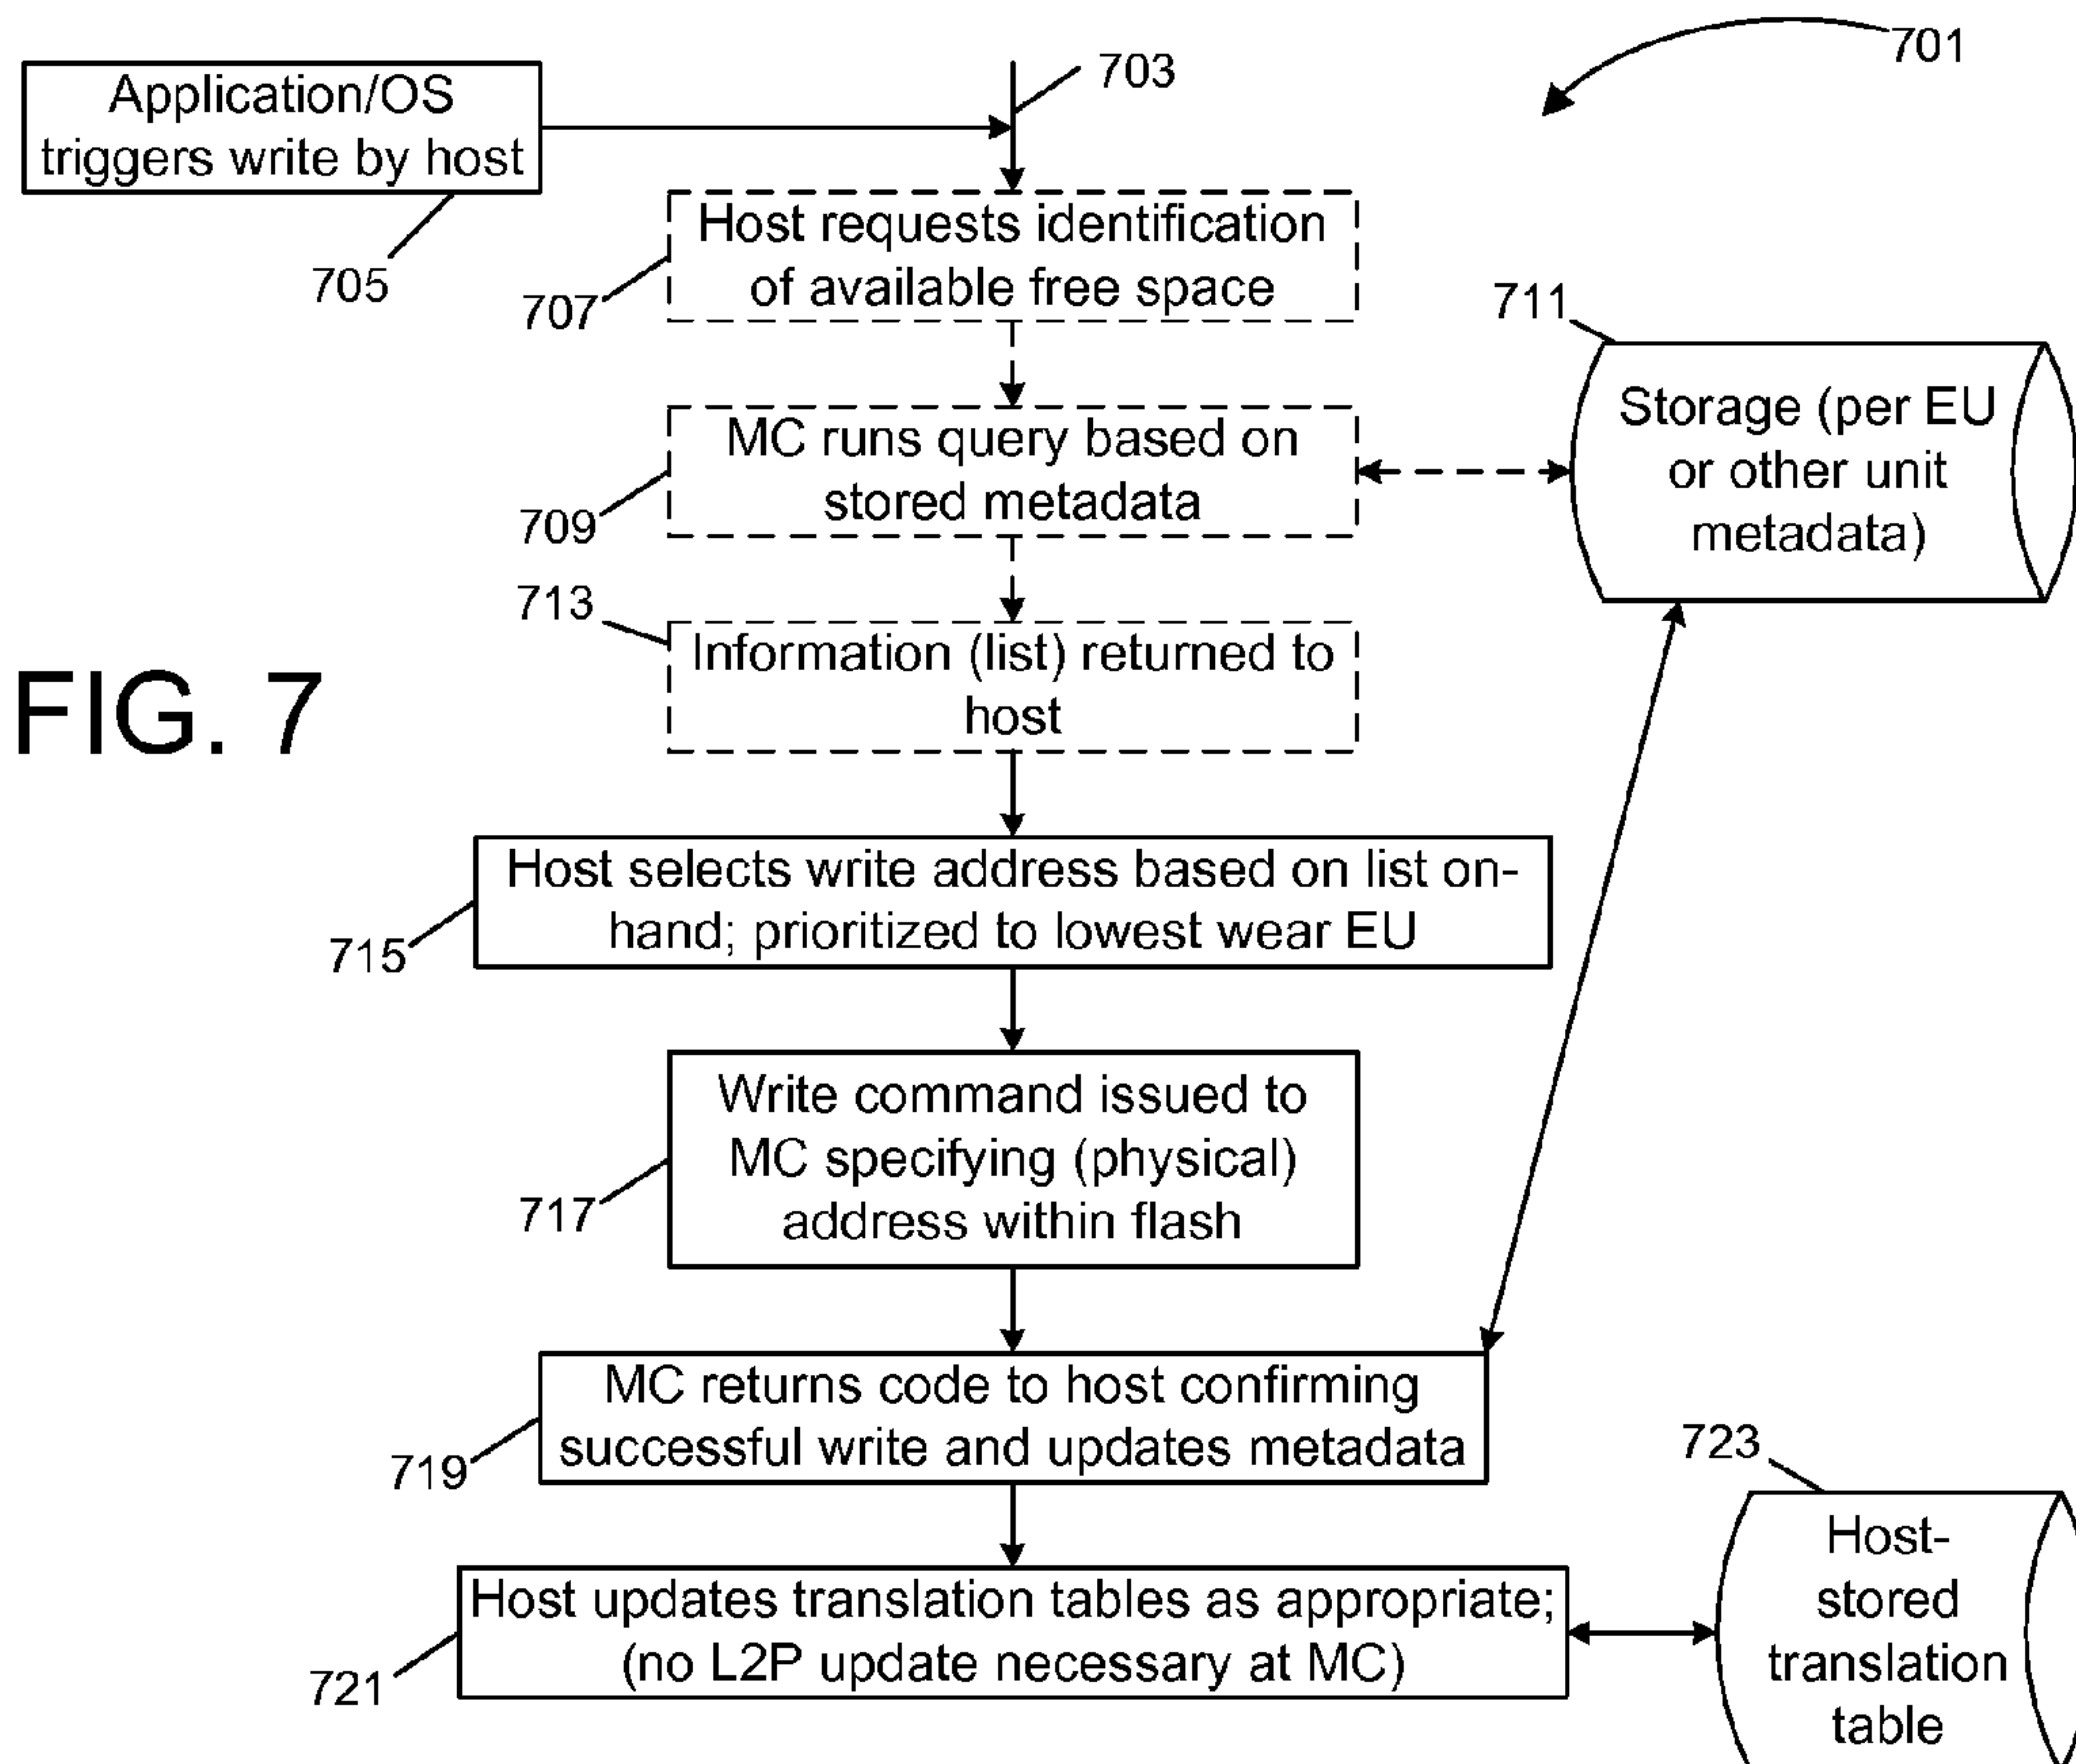 701
703
Application/OS
triggers write by host
705
Host requests identification
of available free space
707
711
Storage (per EU
or other unit
metadata)
MC runs query based on
stored metadata
709
713
Information (list) returned to
host
FIG. 7
Host selects write address based on list on-
hand; prioritized to lowest wear EU
715
Write command issued to
MC specifying (physical)
address within flash
717
MC returns code to host confirming
successful write and updates metadata
719
723
Host updates translation tables as appropriate;
(no L2P update necessary at MC)
721
Host-
stored
translation
table